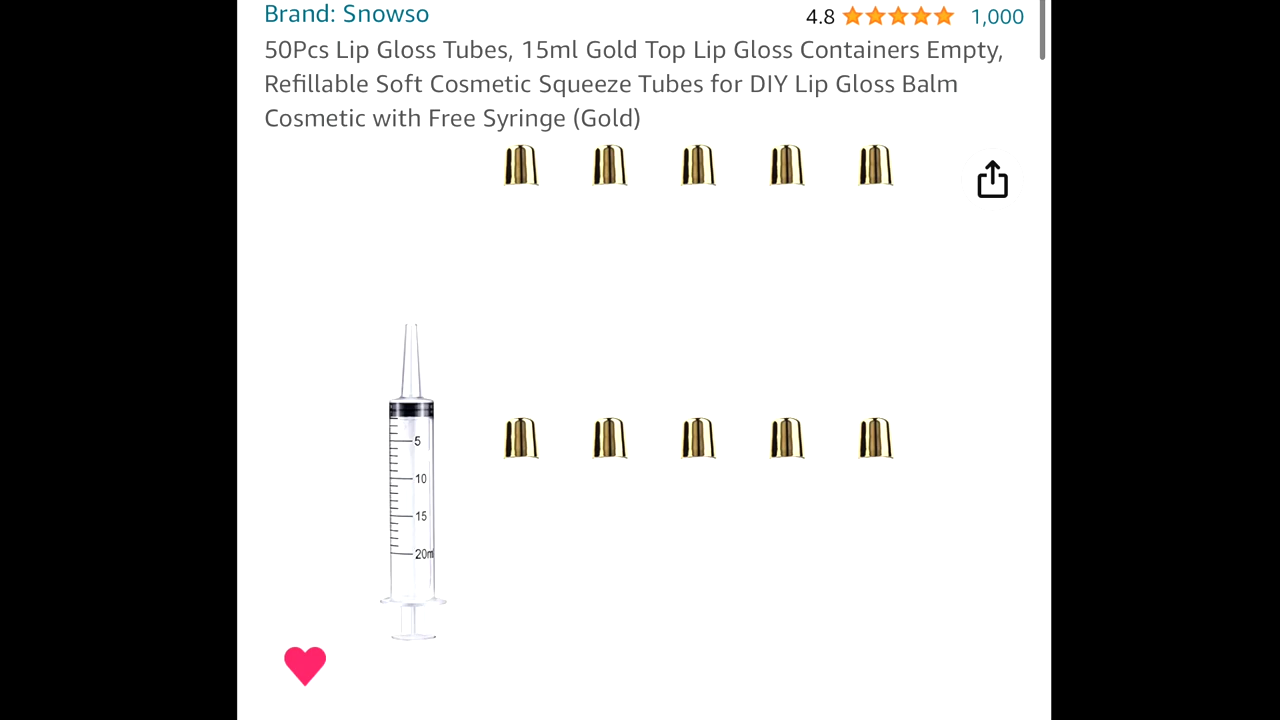 Brand: Snowso
4.8 1,000
50Pcs Lip Gloss Tubes, 15ml Gold Top Lip Gloss Containers Empty,
Refillable Soft Cosmetic Squeeze Tubes for DIY Lip Gloss Balm
Cosmetic with Free Syringe (Gold)
5
10
15
20ml